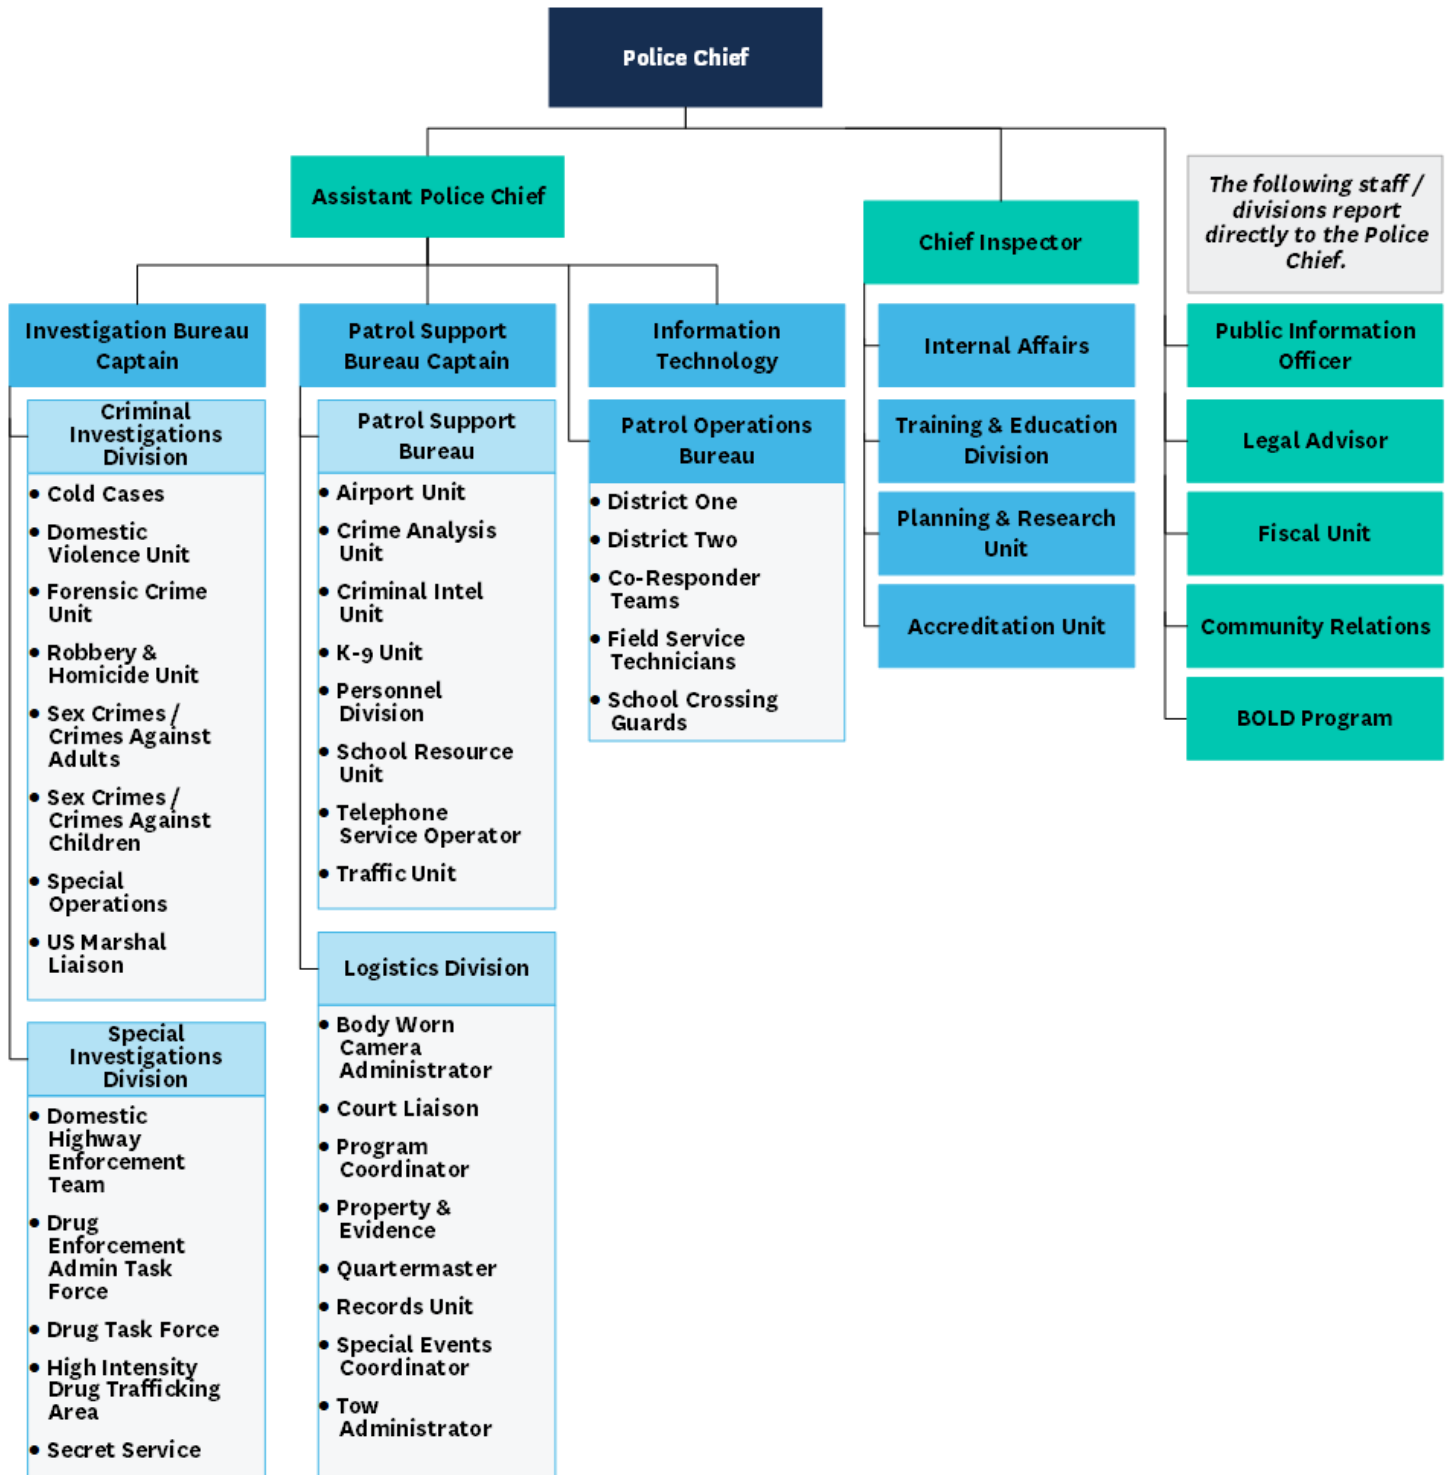 Police Chief
Assistant Police Chief
Chief Inspector
The following staff /
divisions report
directly to the Police
Chief.
Investigation Bureau
Captain
Criminal
Investigations
Division
• Cold Cases
• Domestic
Violence Unit
• Forensic Crime
Unit
• Robbery &
Homicide Unit
• Sex Crimes /
Crimes Against
Adults
• Sex Crimes /
Crimes Against
Children
• Special
Operations
• US Marshal
Liaison
Special
Investigations
Division
• Domestic
Highway
Enforcement
Team
• Drug
Enforcement
Admin Task
Force
• Drug Task Force
• High Intensity
Drug Trafficking
Area
• Secret Service
Patrol Support
Bureau Captain
Patrol Support
Bureau
• Airport Unit
• Crime Analysis
Unit
• Criminal Intel
Unit
• K-9 Unit
• Personnel
Division
• School Resource
Unit
• Telephone
Service Operator
• Traffic Unit
Logistics Division
• Body Worn
Camera
Administrator
• Court Liaison
• Program
Coordinator
• Property &
Evidence
• Quartermaster
• Records Unit
• Special Events
Coordinator
• Tow
Administrator
Information
Technology
Patrol Operations
Bureau
• District One
• District Two
• Co-Responder
Teams
• Field Service
Technicians
• School Crossing
Guards
Internal Affairs
Training & Education
Division
Planning & Research
Unit
Accreditation Unit
Public Information
Officer
Legal Advisor
Fiscal Unit
Community Relations
BOLD Program